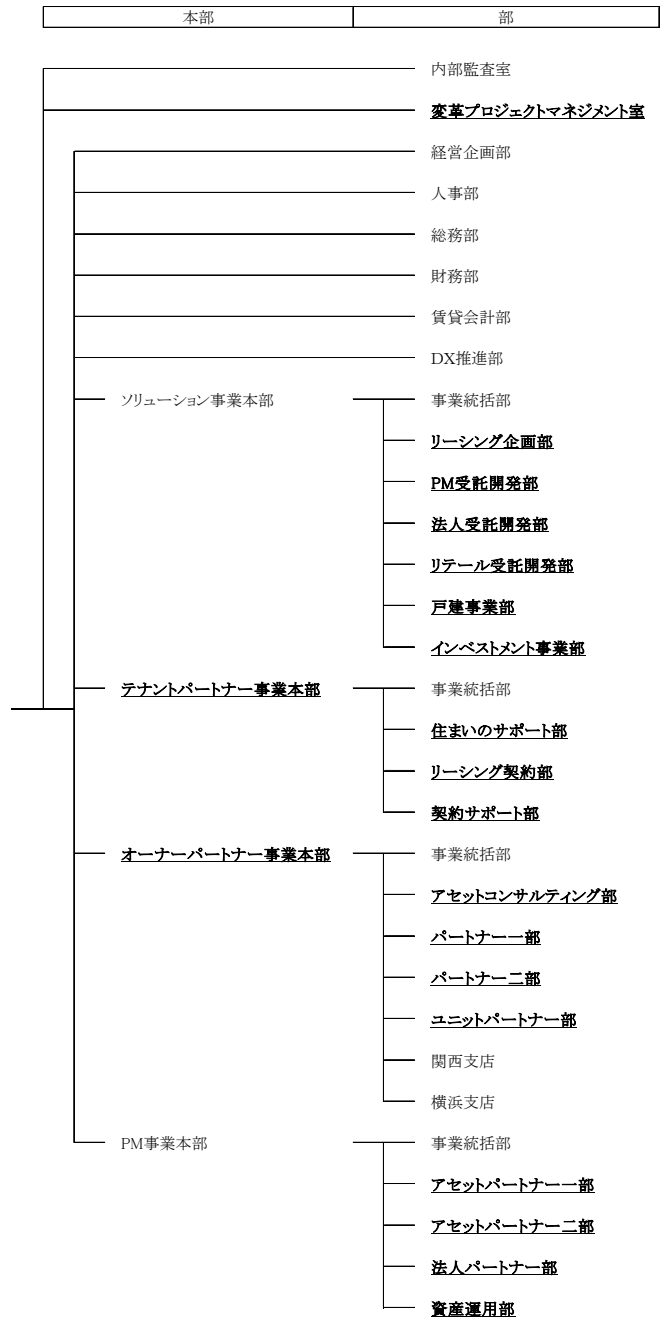 本部 部
内部監査室
変革プロジェクトマネジメント室
経営企画部
人事部
総務部
財務部
賃貸会計部
DX推進部
ソリューション事業本部 事業統括部
リーシング企画部
PM受託開発部
法人受託開発部
リテール受託開発部
戸建事業部
インベストメント事業部
テナントパートナー事業本部 事業統括部
住まいのサポート部
リーシング契約部
契約サポート部
オーナーパートナー事業本部 事業統括部
アセットコンサルティング部
パートナー一部
パートナー二部
ユニットパートナー部
関西支店
横浜支店
PM事業本部 事業統括部
アセットパートナー一部
アセットパートナー二部
法人パートナー部
資産運用部